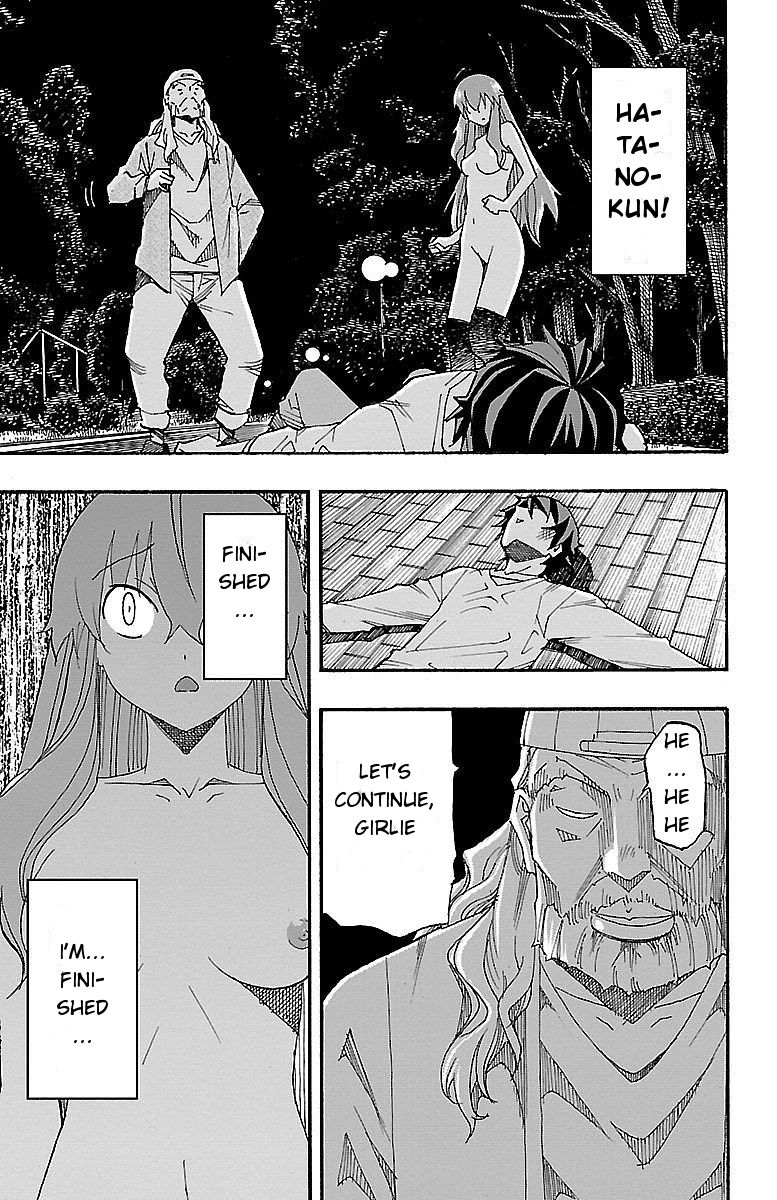 HA-
TA-
NO-
KUN!
HE
...
HE
HE
LET'S
CONTINUE,
GIRLIE
FINI-
SHED
...
I'M...
FINI-
SHED
...